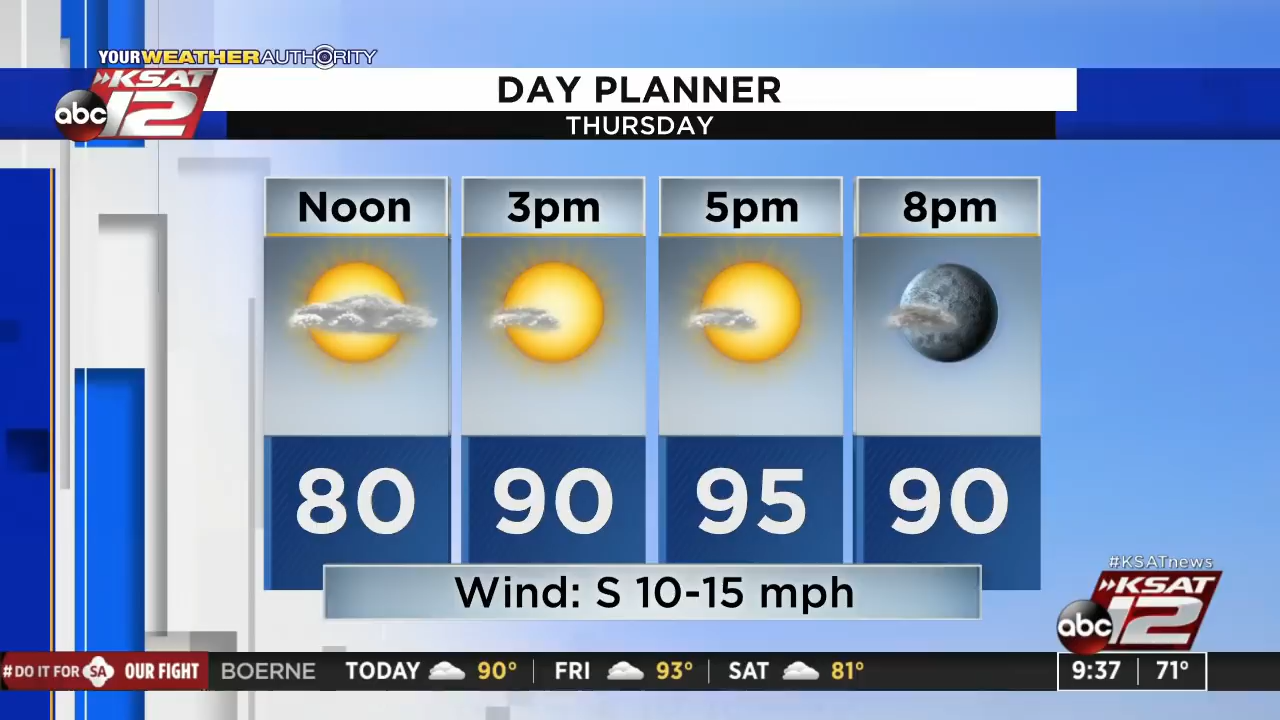 YOURWEATHERAUTHORITY
KSAT
abc 12
DAY PLANNER
THURSDAY
Noon 3pm 5pm 8pm
80 90 95 90
Wind: S 10-15 mph
#KSATnews
KSAT
abc 12
#DO IT FOR SA OUR FIGHT BOERNE TODAY 90° FRI 93° SAT 81° 9:37 71°